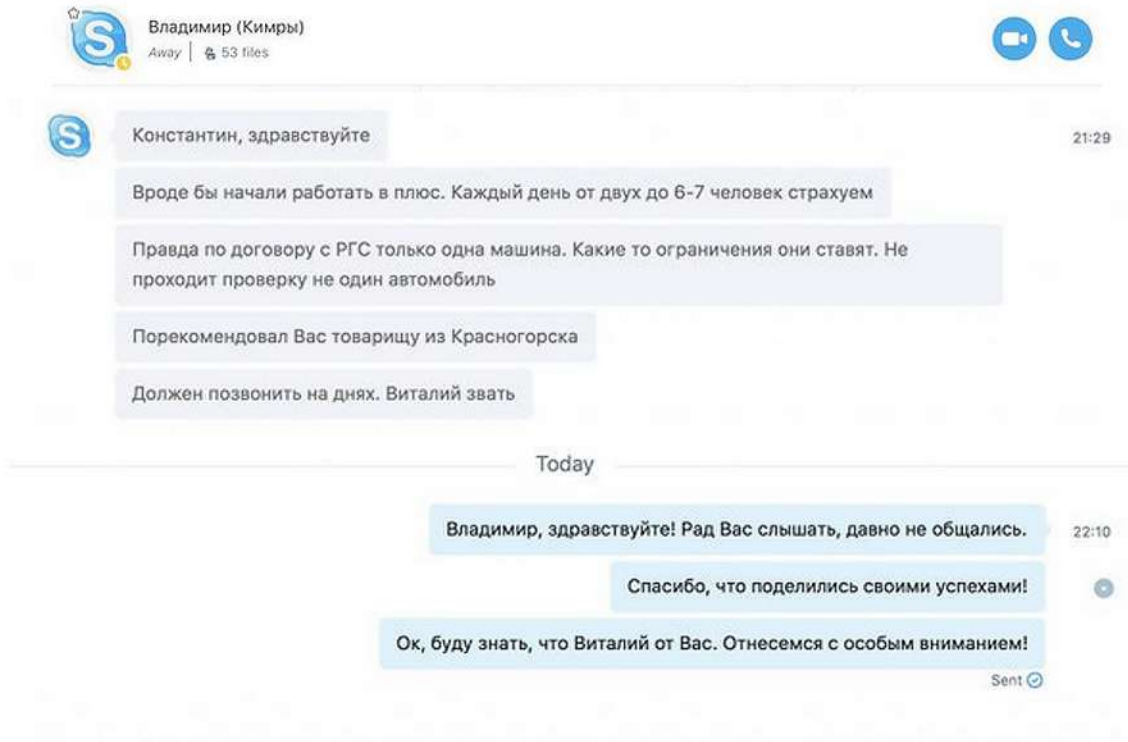 Владимир (Кимры)
Away | 53 files
Константин, здравствуйте
21:29
Вроде бы начали работать в плюс. Каждый день от двух до 6-7 человек страхуем
Правда по договору с РГС только одна машина. Какие то ограничения они ставят. Не
проходит проверку не один автомобиль
Порекомендовал Вас товарищу из Красногорска
Должен позвонить на днях. Виталий звать
Today
Владимир, здравствуйте! Рад Вас слышать, давно не общались.
22:10
Спасибо, что поделились своими успехами!
Ок, буду знать, что Виталий от Вас. Отнесемся с особым вниманием!
Sent